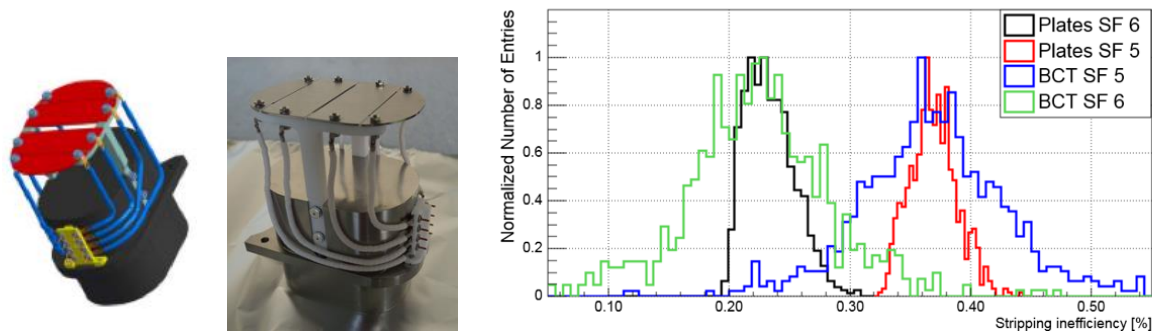 Normalized Number of Entries
1
0.8
0.6
0.4
0.2
0
Plates SF 6
Plates SF 5
BCT SF 5
BCT SF 6
0.10 0.20 0.30 0.40 0.50
Stripping inefficiency [%]